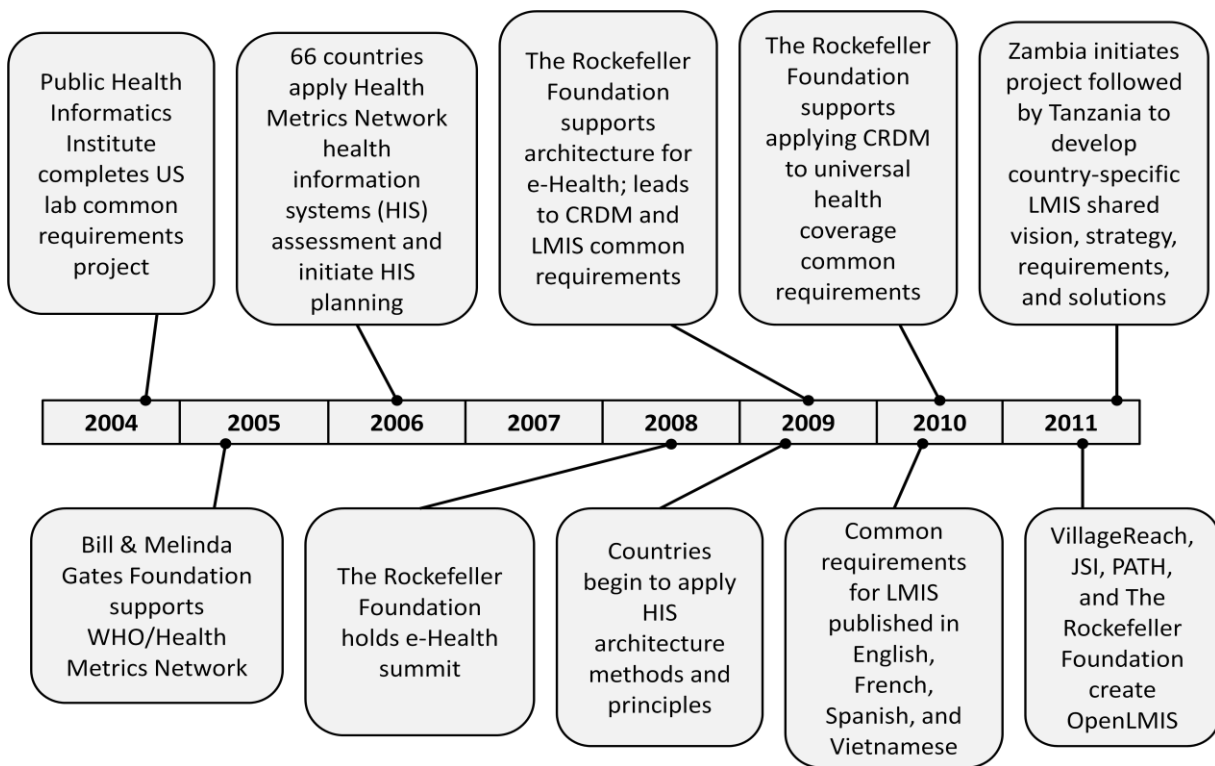 Public Health
Informatics
Institute
completes US
lab common
requirements
project
66 countries
apply Health
Metrics Network
health
information
systems (HIS)
assessment and
initiate HIS
planning
The Rockefeller
Foundation
supports
architecture for
e-Health; leads
to CRDM and
LMIS common
requirements
The Rockefeller
Foundation
supports
applying CRDM
to universal
health
coverage
common
requirements
Zambia initiates
project followed
by Tanzania to
develop
country-specific
LMIS shared
vision, strategy,
requirements,
and solutions
2004
2005
2006
2007
2008
2009
2010
2011
Bill & Melinda
Gates Foundation
supports
WHO/Health
Metrics Network
The Rockefeller
Foundation
holds e-Health
summit
Countries
begin to apply
HIS
architecture
methods and
principles
Common
requirements
for LMIS
published in
English,
French,
Spanish, and
Vietnamese
VillageReach,
JSI, PATH,
and The
Rockefeller
Foundation
create
OpenLMIS